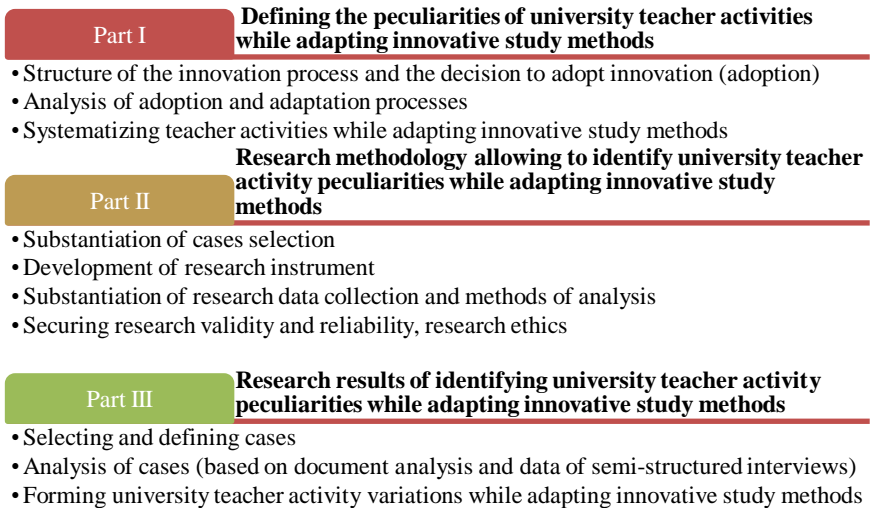 Part I
Defining the peculiarities of university teacher activities
while adapting innovative study methods
• Structure of the innovation process and the decision to adopt innovation (adoption)
• Analysis of adoption and adaptation processes
• Systematizing teacher activities while adapting innovative study methods
Part II
Research methodology allowing to identify university teacher
activity peculiarities while adapting innovative study
methods
• Substantiation of cases selection
• Development of research instrument
• Substantiation of research data collection and methods of analysis
• Securing research validity and reliability, research ethics
Part III
Research results of identifying university teacher activity
peculiarities while adapting innovative study methods
• Selecting and defining cases
• Analysis of cases (based on document analysis and data of semi-structured interviews)
• Forming university teacher activity variations while adapting innovative study methods